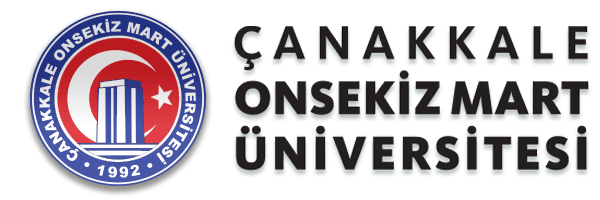 ÇANAKKALE ONSEKİZ MART ÜNİVERSİTESİ
• 1992 •
ÇANAKKALE
ONSEKİZ MART
ÜNİVERSİTESİ